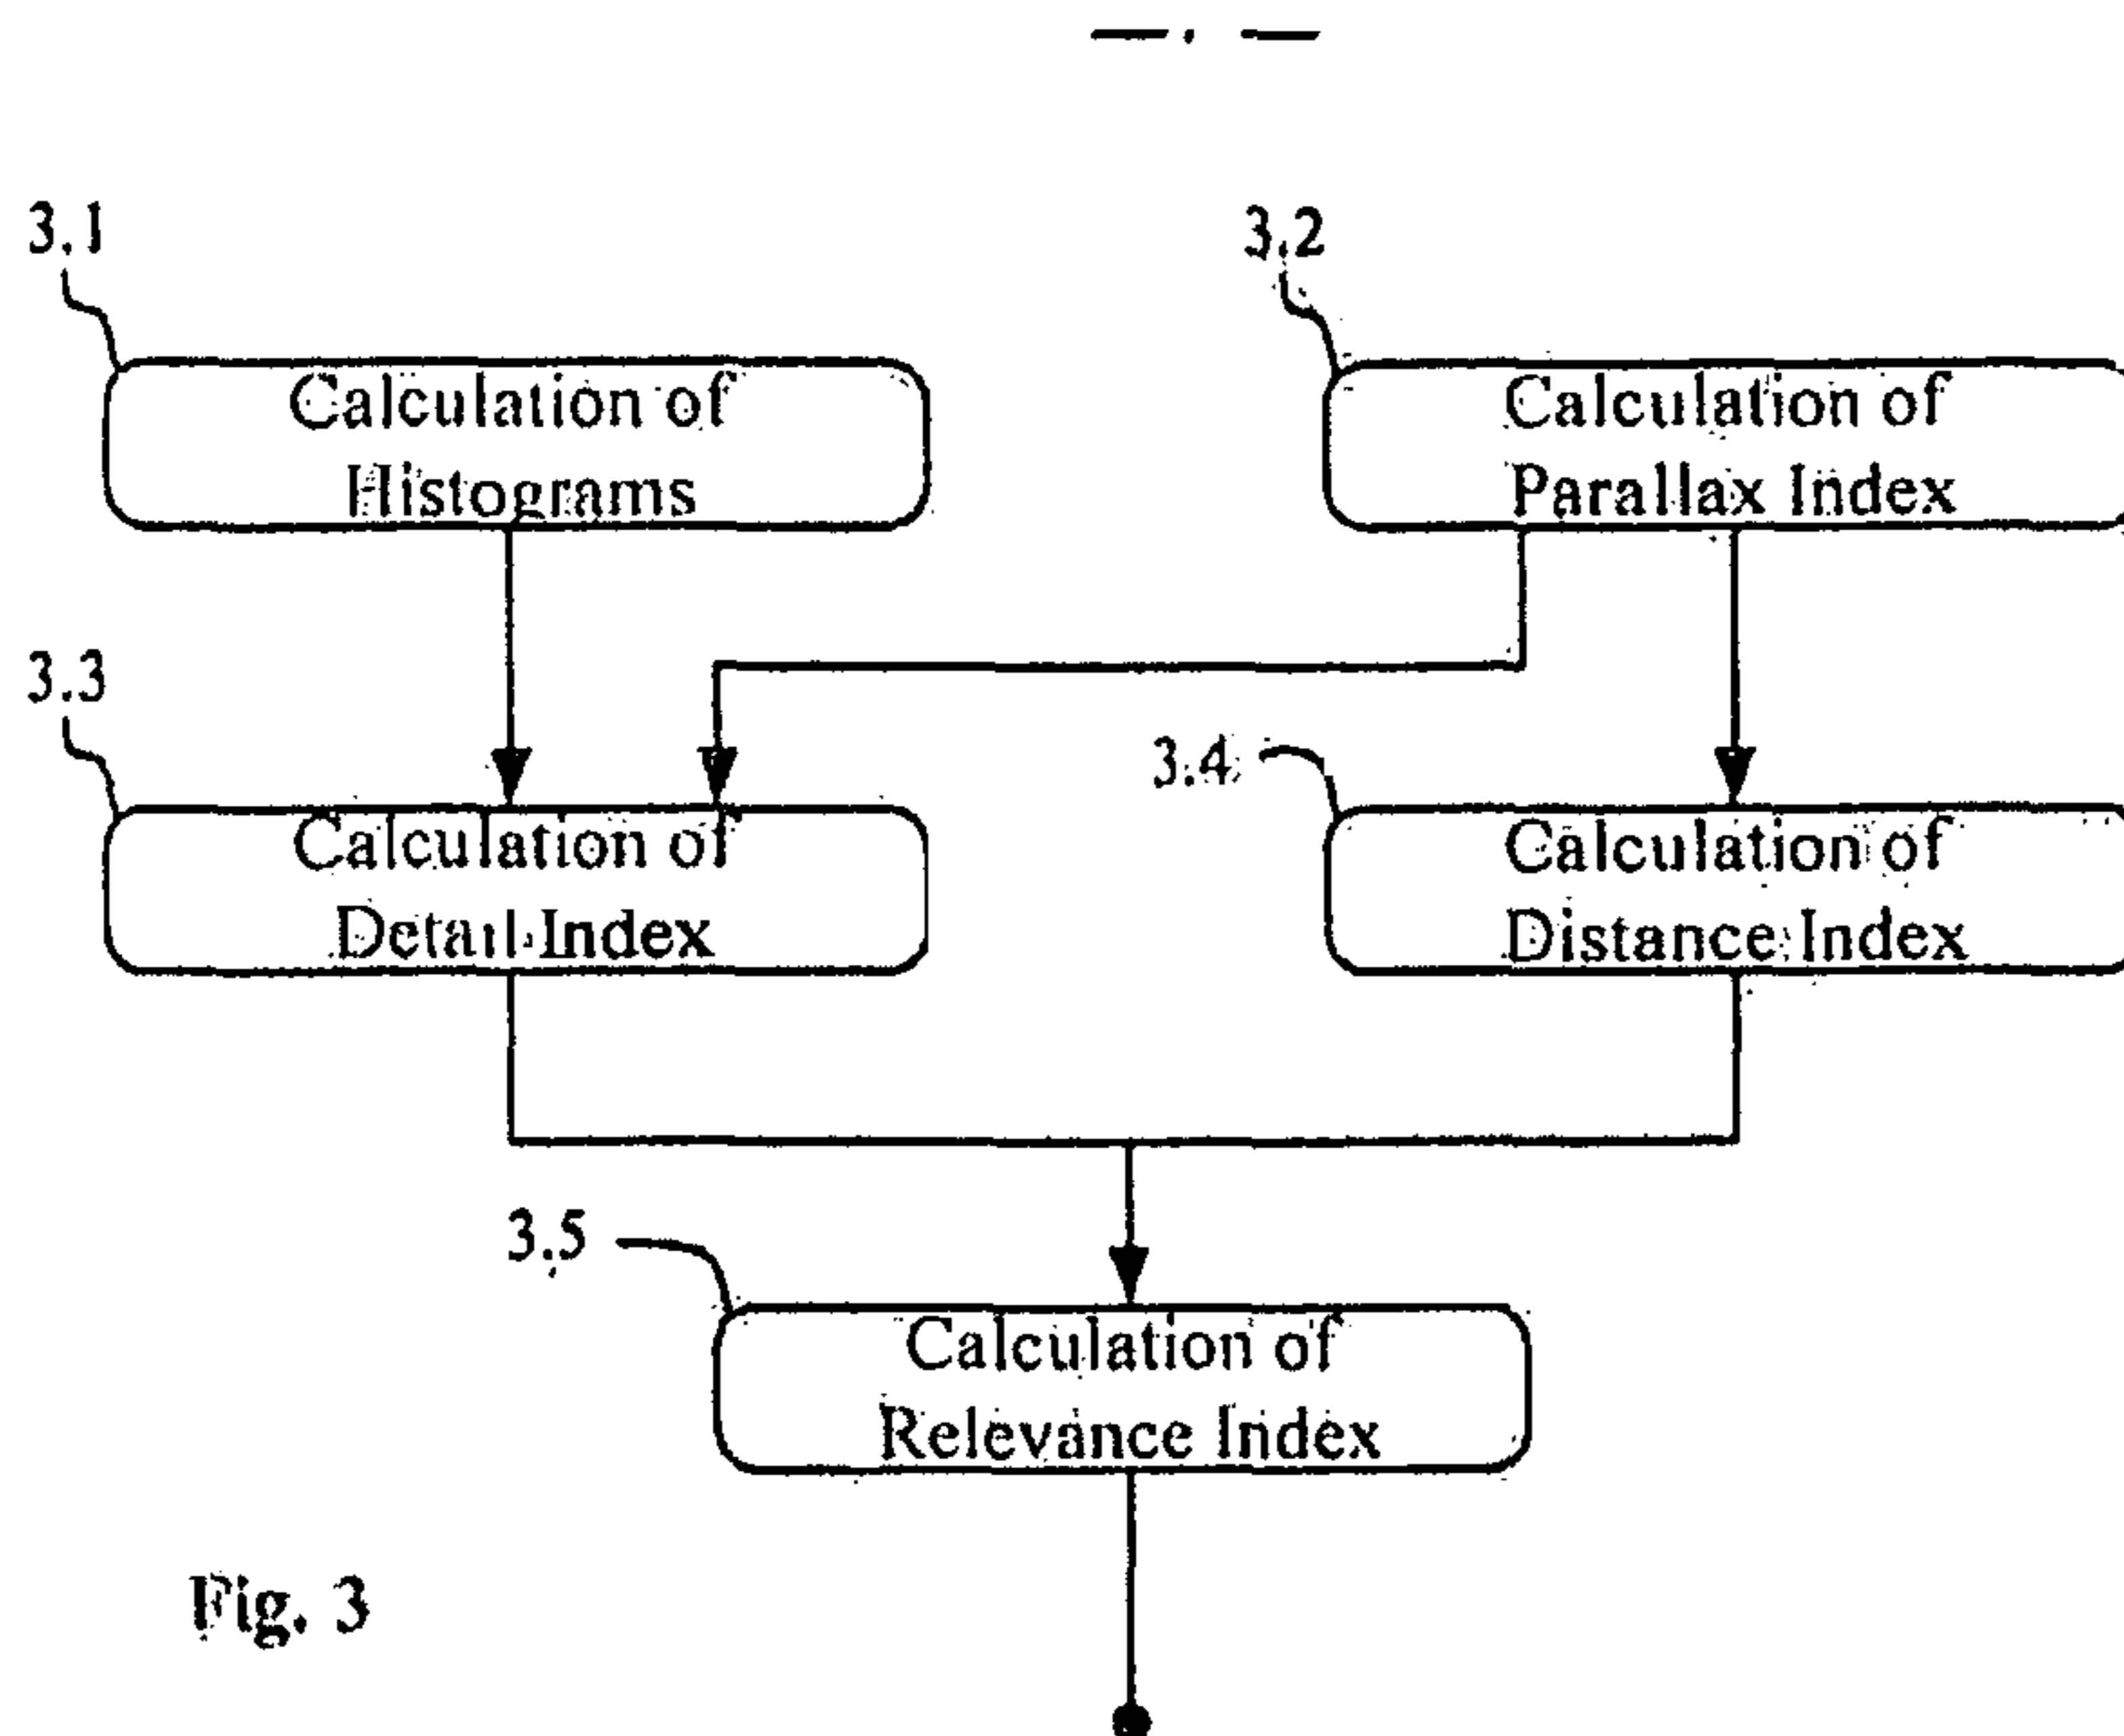 3.1
3.2
Calculation of
Histograms
Calculation of
Parallax Index
3.3
3.4
Calculation of
Detail Index
Calculation of
Distance Index
3.5
Calculation of
Relevance Index
Fig. 3